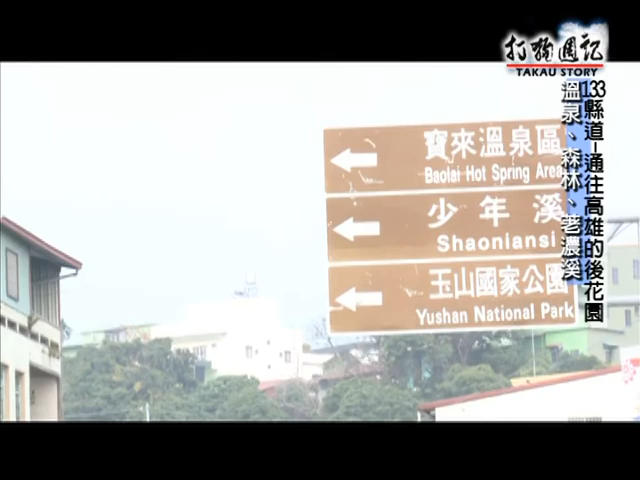 打狗週記
TAKAU STORY
133縣道-通往高雄的後花園
溫泉、森林、荖濃溪
寶來溫泉區
Baolai Hot Spring Area
少年溪
Shaoniansi
玉山國家公園
Yushan National Park